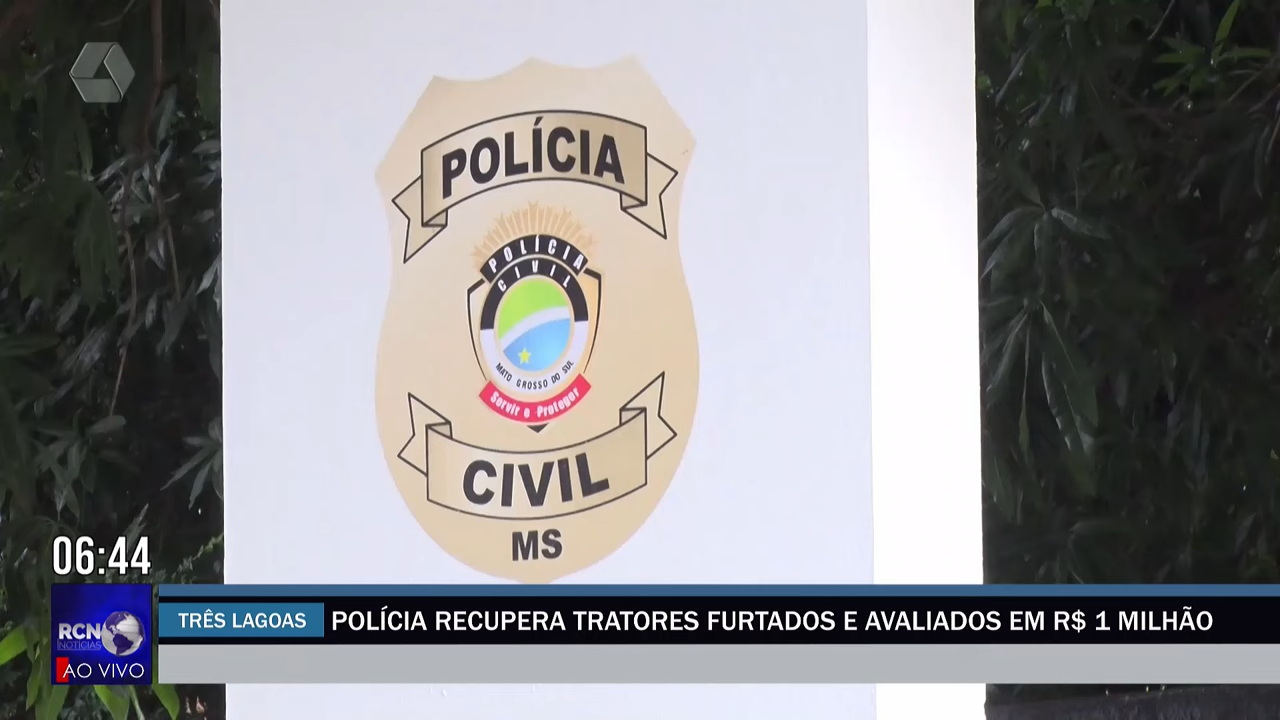 POLÍCIA
POLÍCIA
CIVIL
MATO GROSSO DO SUL
Servir e Proteger
CIVIL
MS
06:44
RCN
NOTÍCIAS
AO VIVO
TRÊS LAGOAS
POLÍCIA RECUPERA TRATORES FURTADOS E AVALIADOS EM R$ 1 MILHÃO